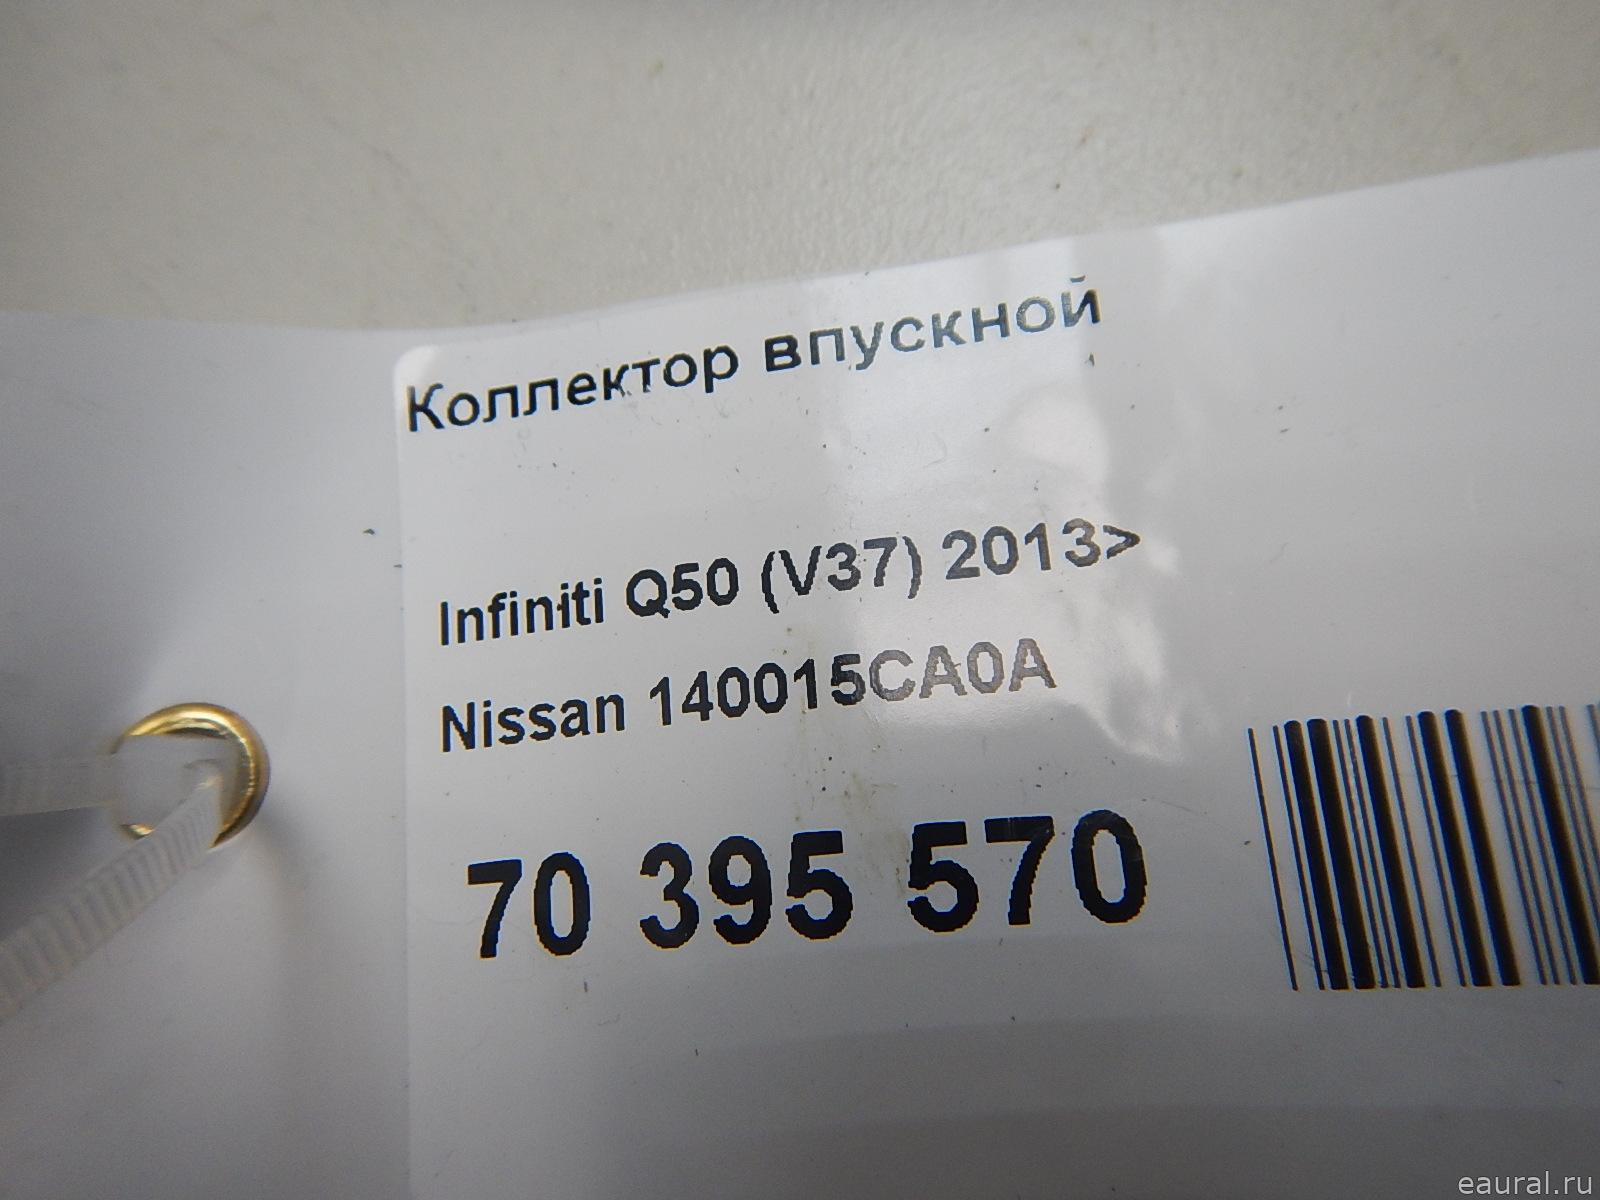 Коллектор впускной
Infiniti Q50 (V37) 2013>
Nissan 140015CA0A
70 395 570
eaural.ru